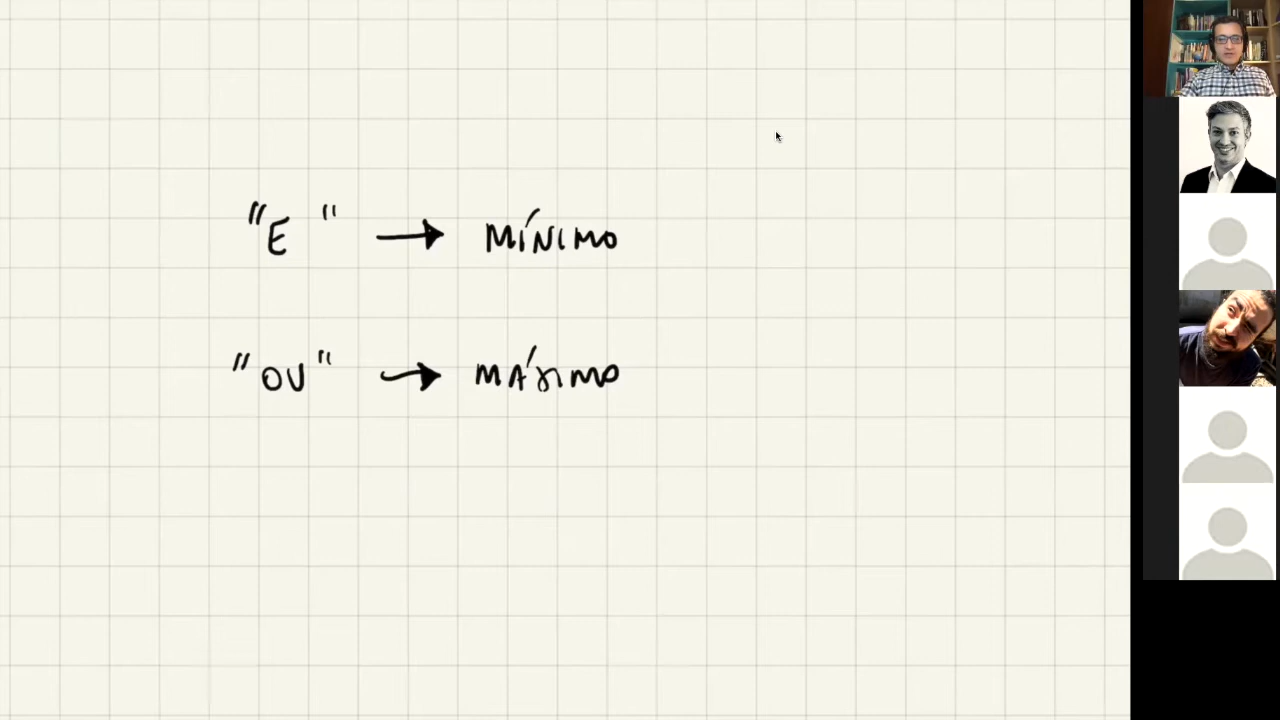 "E" → MÍNIMO
"OU" → MÁXIMO